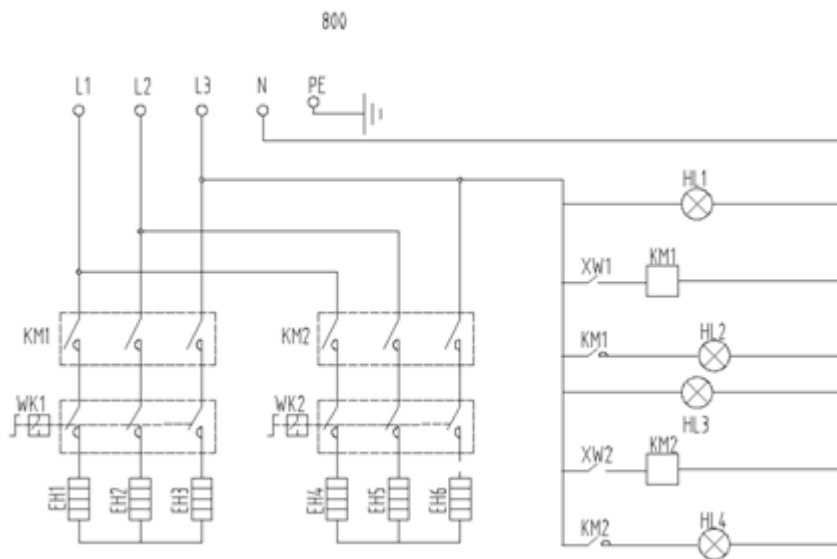 800
L1 L2 L3 N PE
HL1
XW1 KM1
KM1 KM2
KM1 HL2
WK1 WK2
HL3
XW2 KM2
EH1 EH2 EH3 EH4 EH5 EH6
KM2 HL4